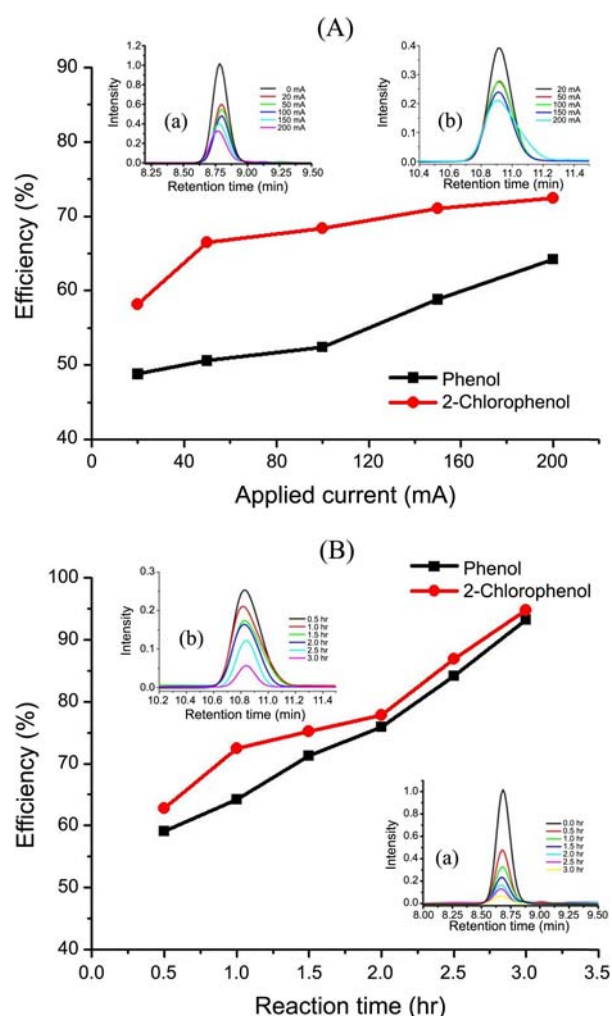 (A)
Efficiency (%)
90
80
70
60
50
40
0 40 80 120 160 200
Applied current (mA)
Phenol
2-Chlorophenol
(a)
Intensity
1.2
1.0
0.8
0.6
0.4
0.2
0.0
8.25 8.50 8.75 9.00 9.25 9.50
Retention time (min)
0 mA
20 mA
50 mA
100 mA
150 mA
200 mA
(b)
Intensity
0.4
0.3
0.2
0.1
0.0
10.4 10.6 10.8 11.0 11.2 11.4
Retention time (min)
20 mA
50 mA
100 mA
150 mA
200 mA
(B)
Efficiency (%)
100
90
80
70
60
50
40
0.0 0.5 1.0 1.5 2.0 2.5 3.0
Reaction time (hr)
Phenol
2-Chlorophenol
(b)
Intensity
0.3
0.2
0.1
0.0
10.2 10.4 10.6 10.8 11.0 11.2 11.4
Retention time (min)
0.5 hr
1.0 hr
1.5 hr
2.0 hr
2.5 hr
3.0 hr
(a)
Intensity
1.0
0.8
0.6
0.4
0.2
0.0
8.00 8.25 8.50 8.75 9.00 9.25 9.50
Retention time (min)
0.0 hr
0.5 hr
1.0 hr
1.5 hr
2.0 hr
2.5 hr
3.0 hr